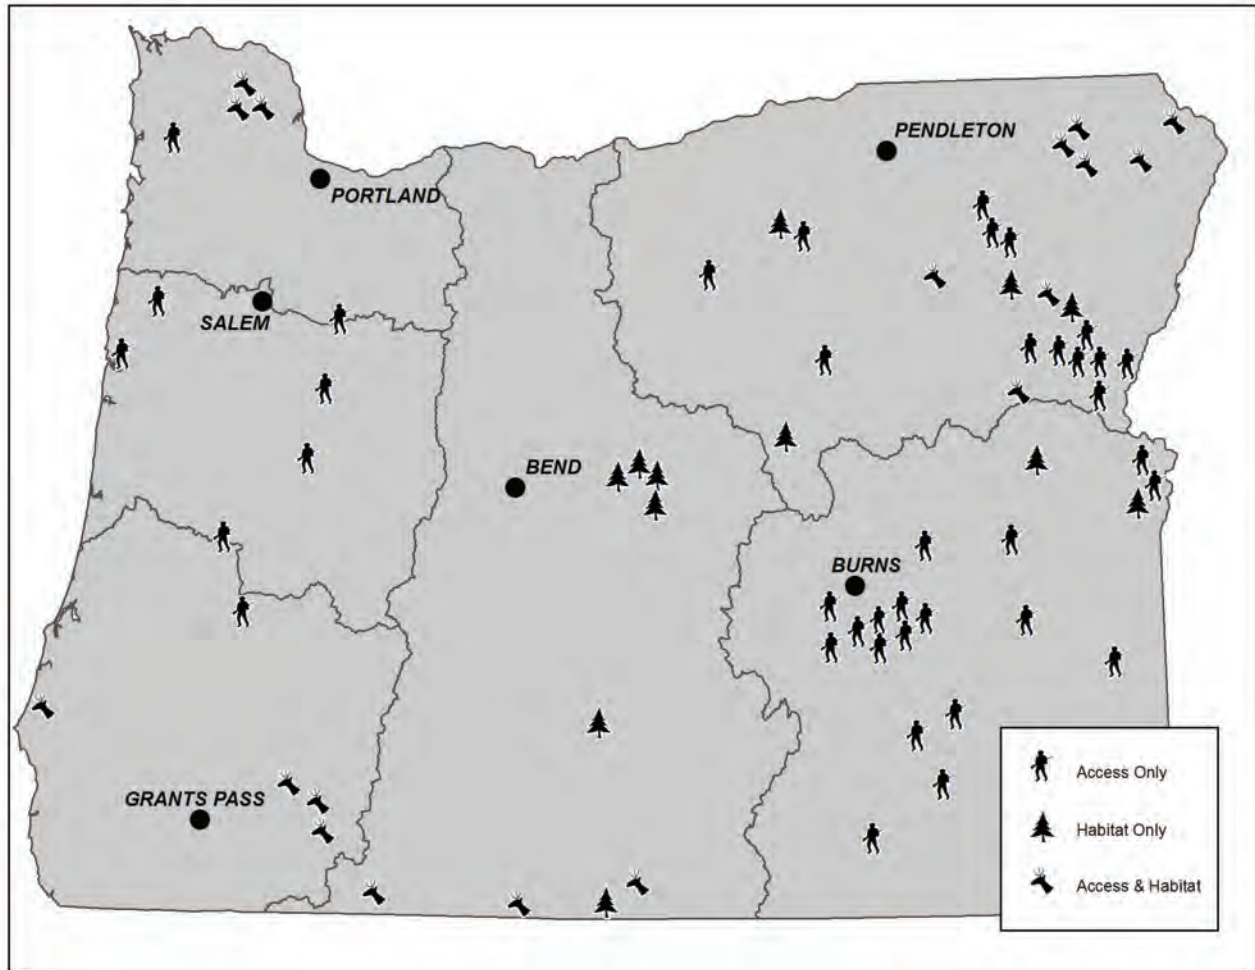 PENDLETON
PORTLAND
SALEM
BEND
BURNS
GRANTS PASS
Access Only
Habitat Only
Access & Habitat